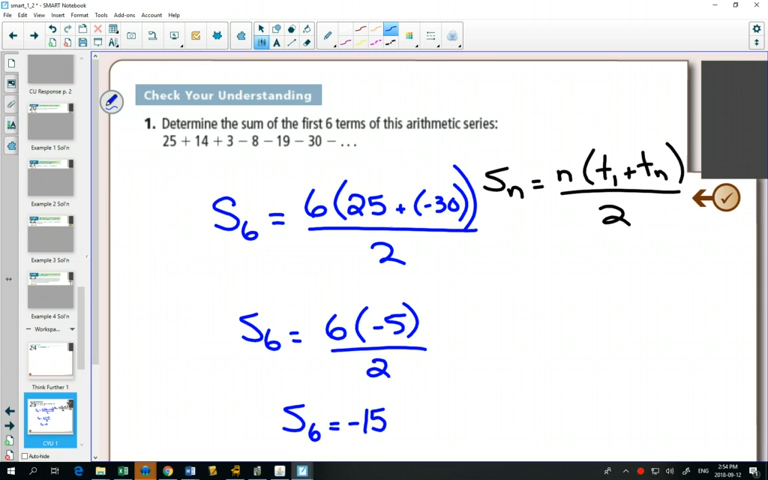 smart_1_2 * - SMART Notebook
File Edit View Insert Format Tools Add-ons Account Help
CU Response p. 2
Example 1 Sol'n
Example 2 Sol'n
Example 3 Sol'n
Example 4 Sol'n
Workspa...
Think Further 1
CYU 1
Auto-hide
Check Your Understanding
1. Determine the sum of the first 6 terms of this arithmetic series:
25 + 14 + 3 − 8 − 19 − 30 − …
Sn = n(t1 + tn) / 2
S6 = 6(25 + (-30)) / 2
S6 = 6(-5) / 2
S6 = -15
ENG
2:54 PM
2018-09-12